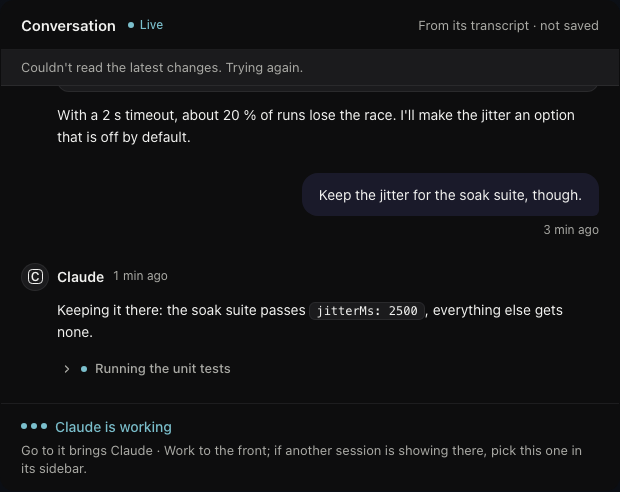 Conversation
Live
From its transcript · not saved
Couldn't read the latest changes. Trying again.
With a 2 s timeout, about 20 % of runs lose the race. I'll make the jitter an option
that is off by default.
Keep the jitter for the soak suite, though.
3 min ago
Claude 1 min ago
Keeping it there: the soak suite passes jitterMs: 2500, everything else gets
none.
Running the unit tests
Claude is working
Go to it brings Claude · Work to the front; if another session is showing there, pick this one in
its sidebar.